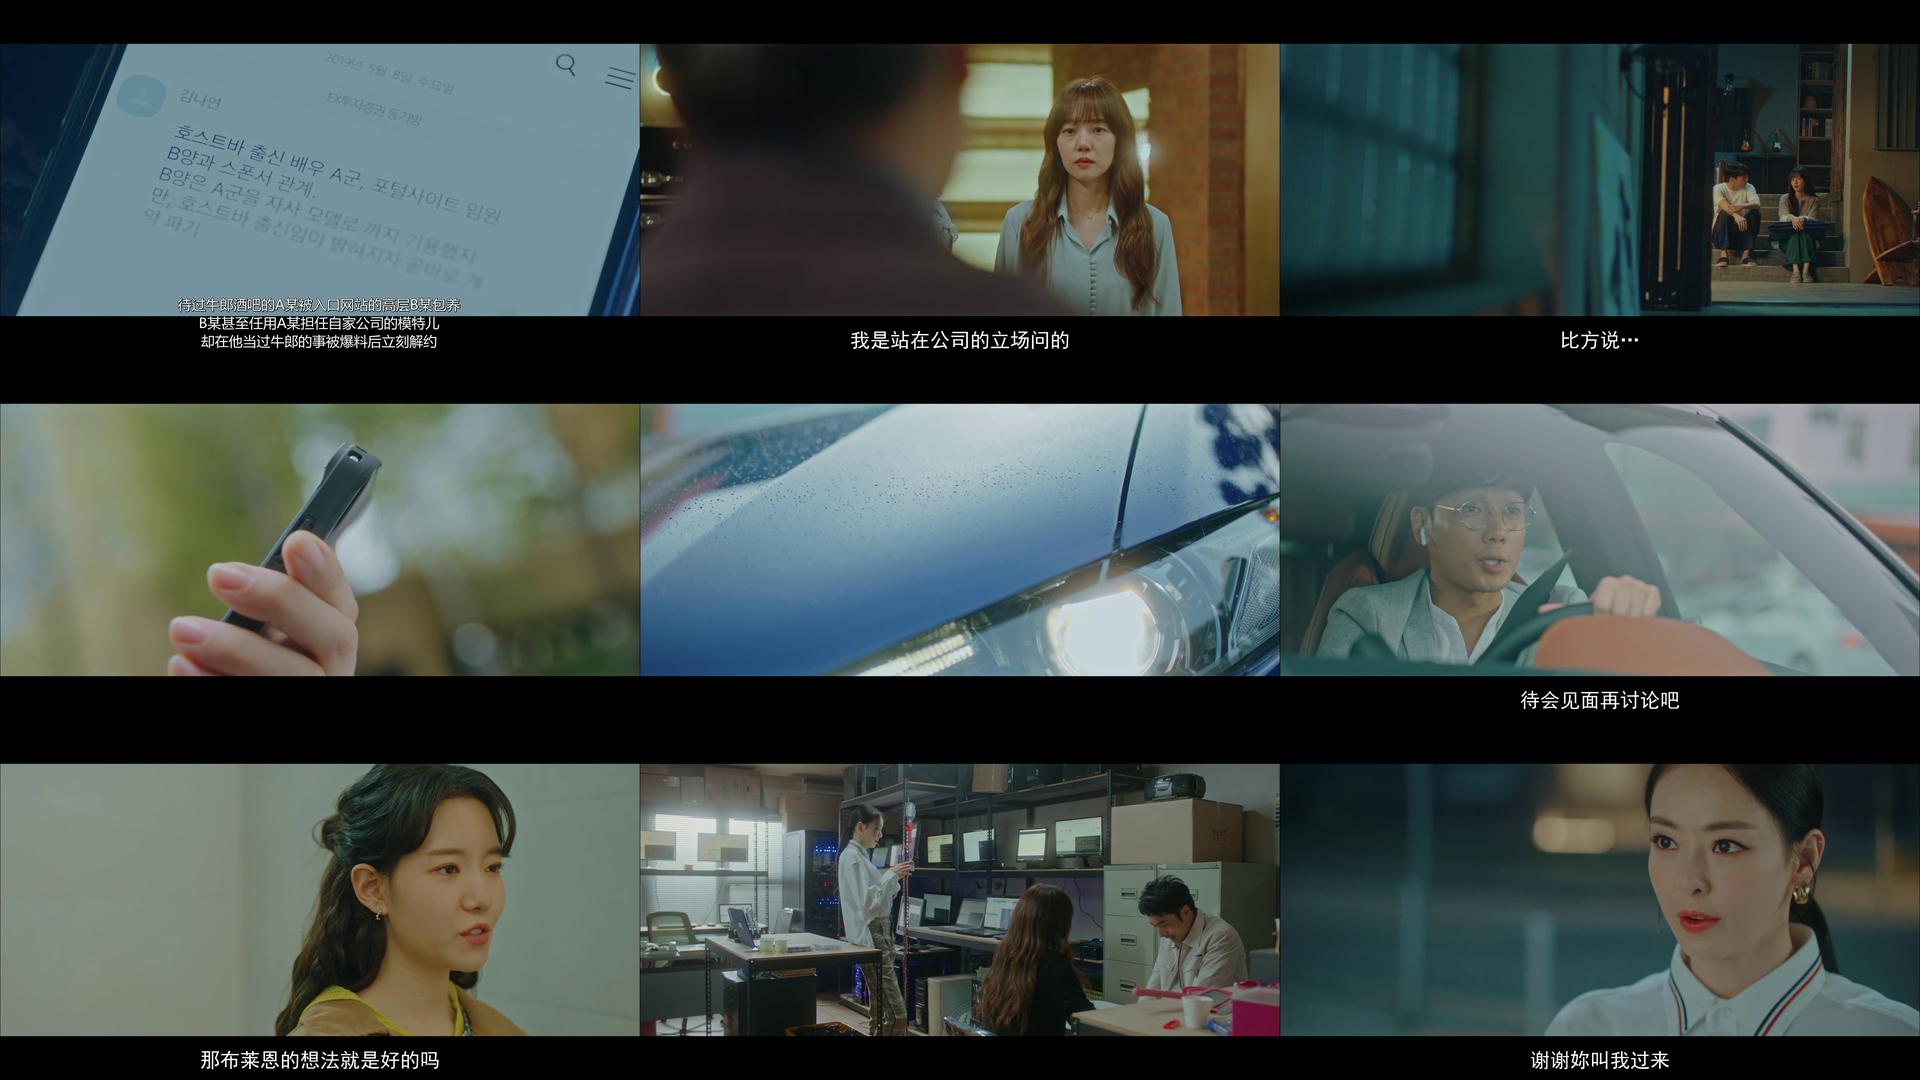 2019년 5월 8일 수요일
EX투자증권 동기방
김나연
호스트바 출신 배우 A군, 포털사이트 임원
B양과 스폰서 관계.
B양은 A군을 자사 모델로 까지 기용했지
만, 호스트바 출신임이 밝혀지자 곧바로 계
약 파기
待过牛郎酒吧的A某被入口网站的高层B某包养
B某甚至任用A某担任自家公司的模特儿
却在他当过牛郎的事被爆料后立刻解约
我是站在公司的立场问的
比方说⋯
待会见面再讨论吧
那布莱恩的想法就是好的吗
谢谢妳叫我过来